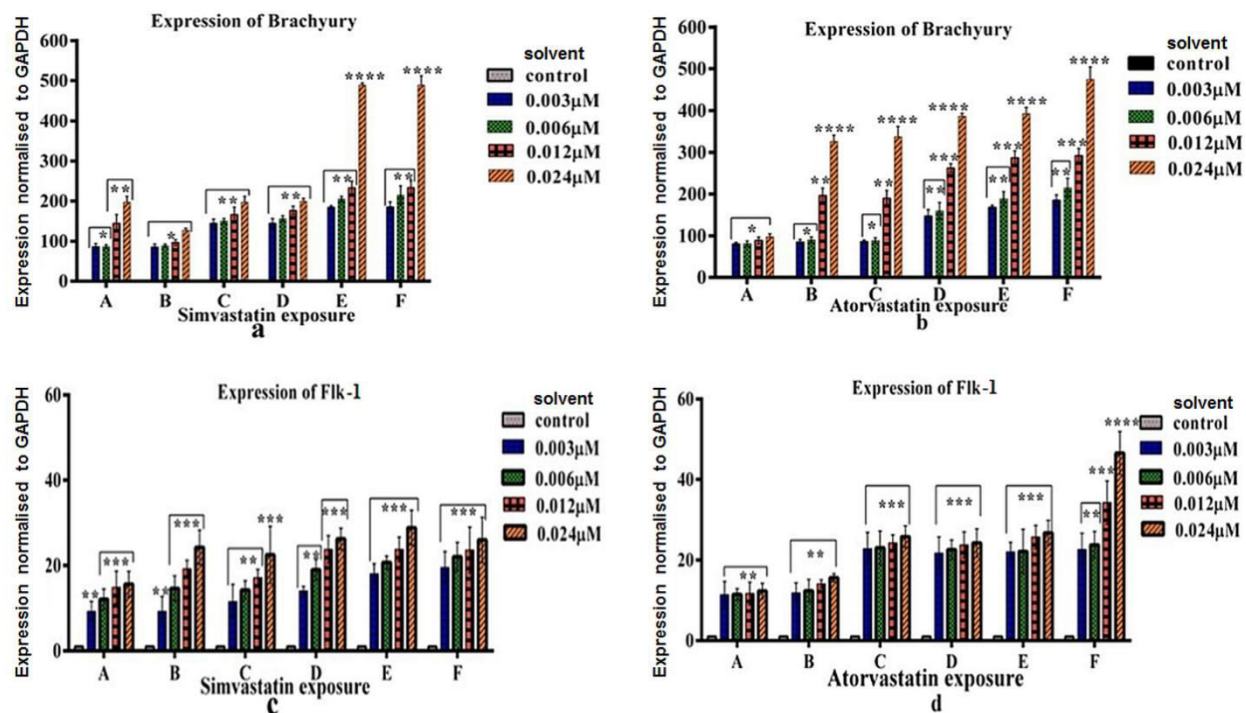 Expression of Brachyury
Expression normalised to GAPDH
600
500
400
300
200
100
0
* ** * ** ** ** **** ** ****
A B C D E F
Simvastatin exposure
a
solvent
control
0.003µM
0.006µM
0.012µM
0.024µM
Expression of Brachyury
Expression normalised to GAPDH
600
500
400
300
200
100
0
* * ** **** * ** **** ** *** **** ** *** **** ** *** ****
A B C D E F
Atorvastatin exposure
b
solvent
control
0.003µM
0.006µM
0.012µM
0.024µM
Expression of Flk-1
Expression normalised to GAPDH
60
40
20
0
** *** ** *** ** *** ** *** *** ***
A B C D E F
Simvastatin exposure
c
solvent
control
0.003µM
0.006µM
0.012µM
0.024µM
Expression of Flk-1
Expression normalised to GAPDH
60
40
20
0
** ** *** *** *** ** *** ****
A B C D E F
Atorvastatin exposure
d
solvent
control
0.003µM
0.006µM
0.012µM
0.024µM